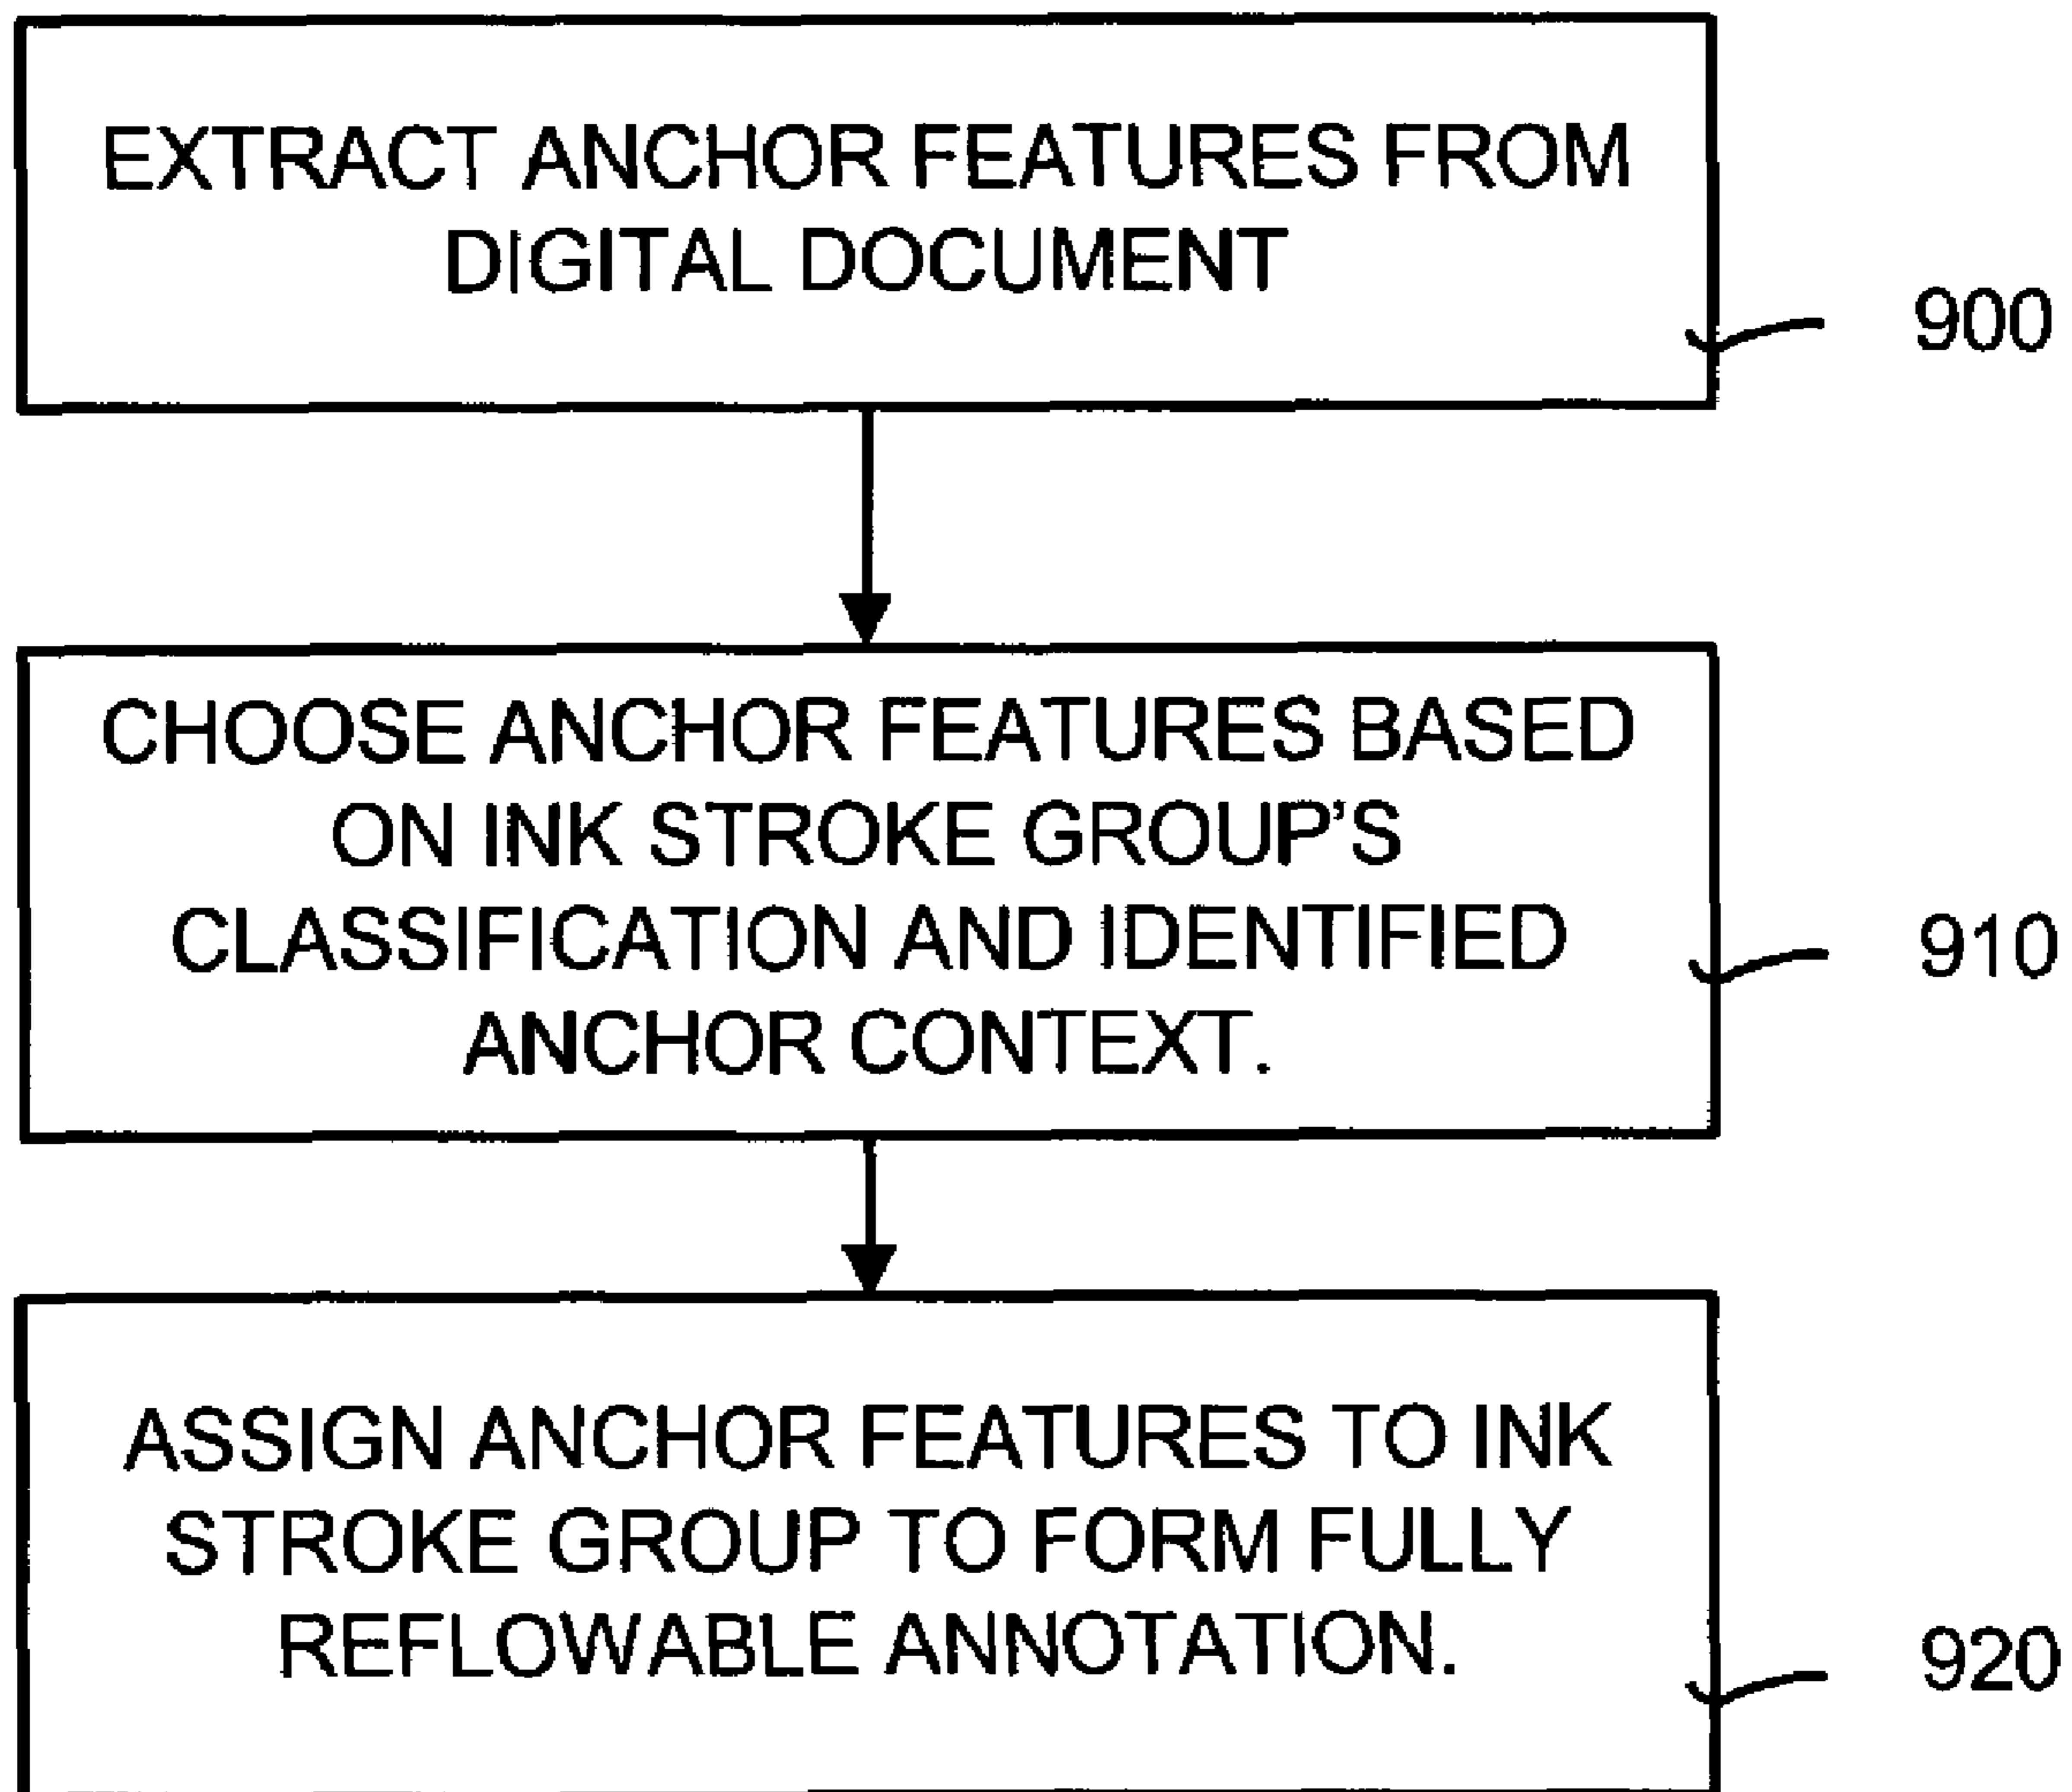 EXTRACT ANCHOR FEATURES FROM
DIGITAL DOCUMENT
900
CHOOSE ANCHOR FEATURES BASED
ON INK STROKE GROUP'S
CLASSIFICATION AND IDENTIFIED
ANCHOR CONTEXT.
910
ASSIGN ANCHOR FEATURES TO INK
STROKE GROUP TO FORM FULLY
REFLOWABLE ANNOTATION.
920